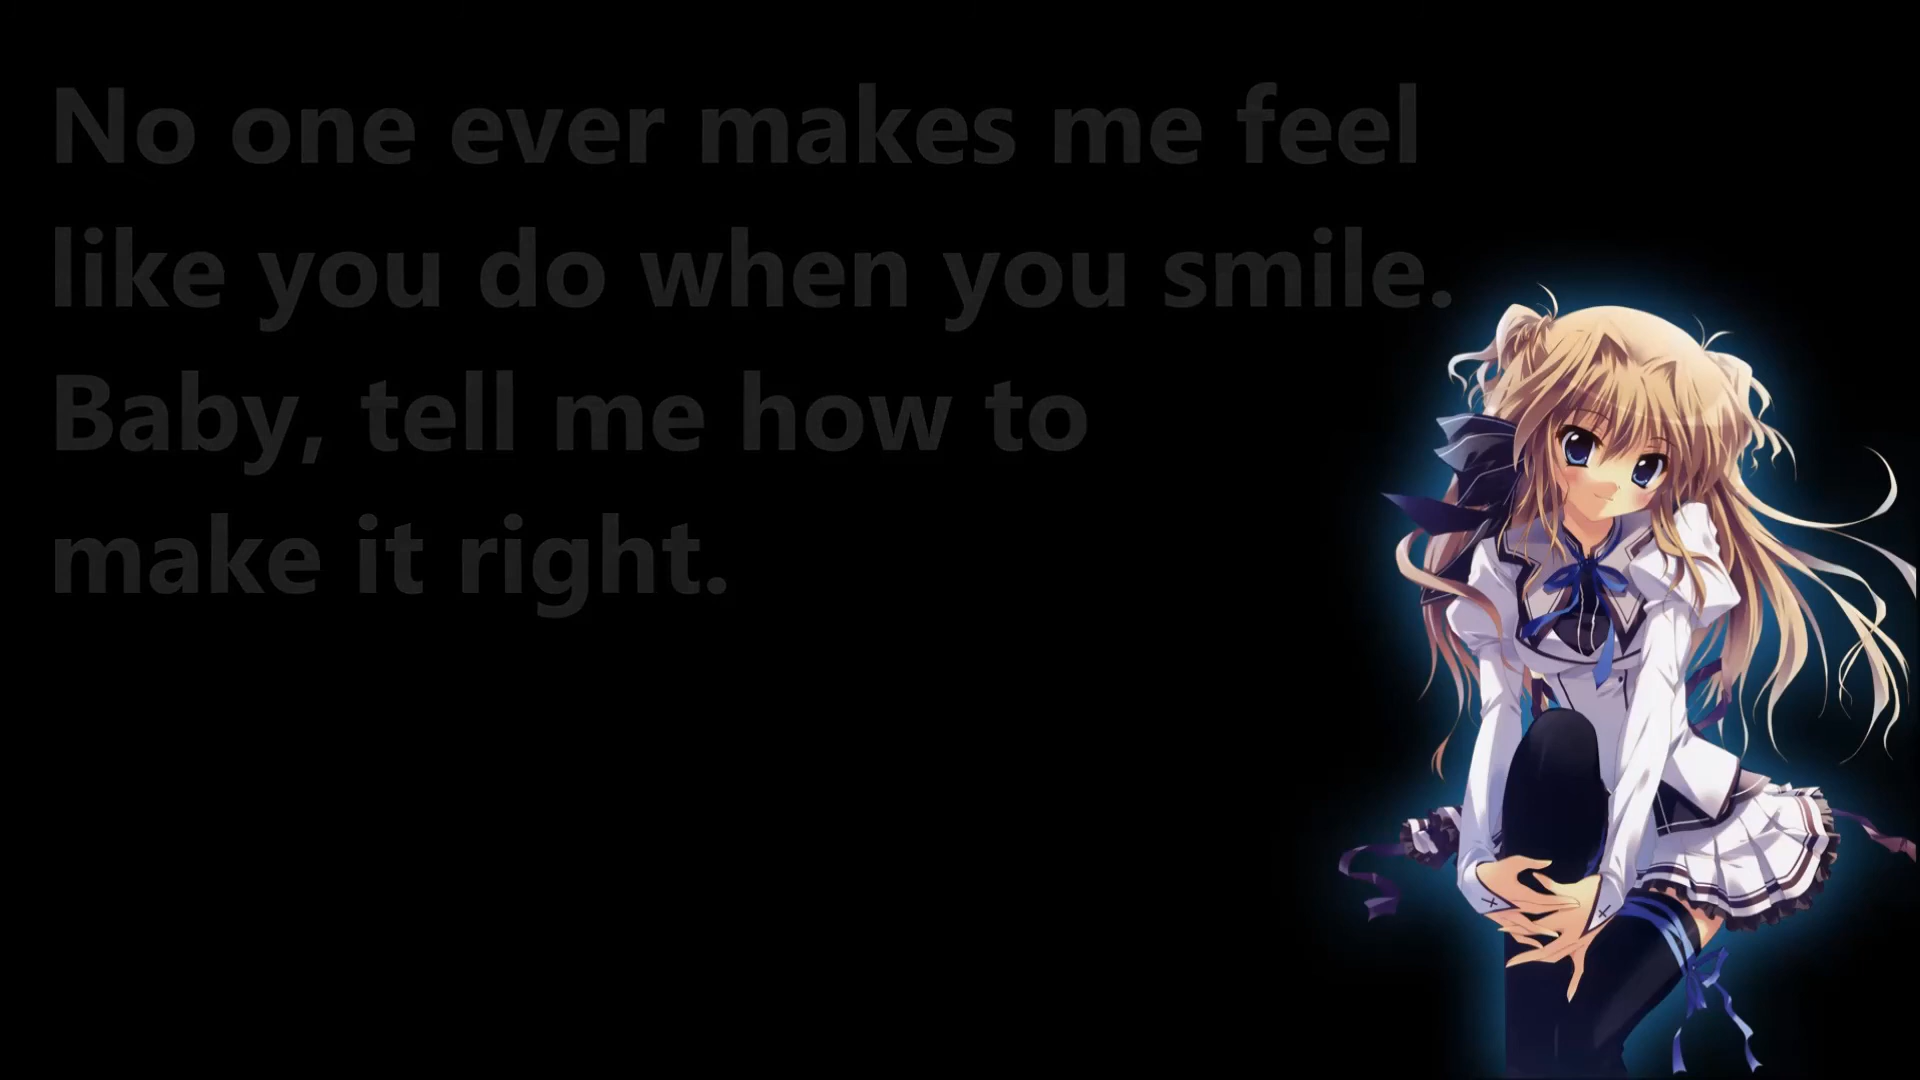 No one ever makes me feel
like you do when you smile.
Baby, tell me how to
make it right.